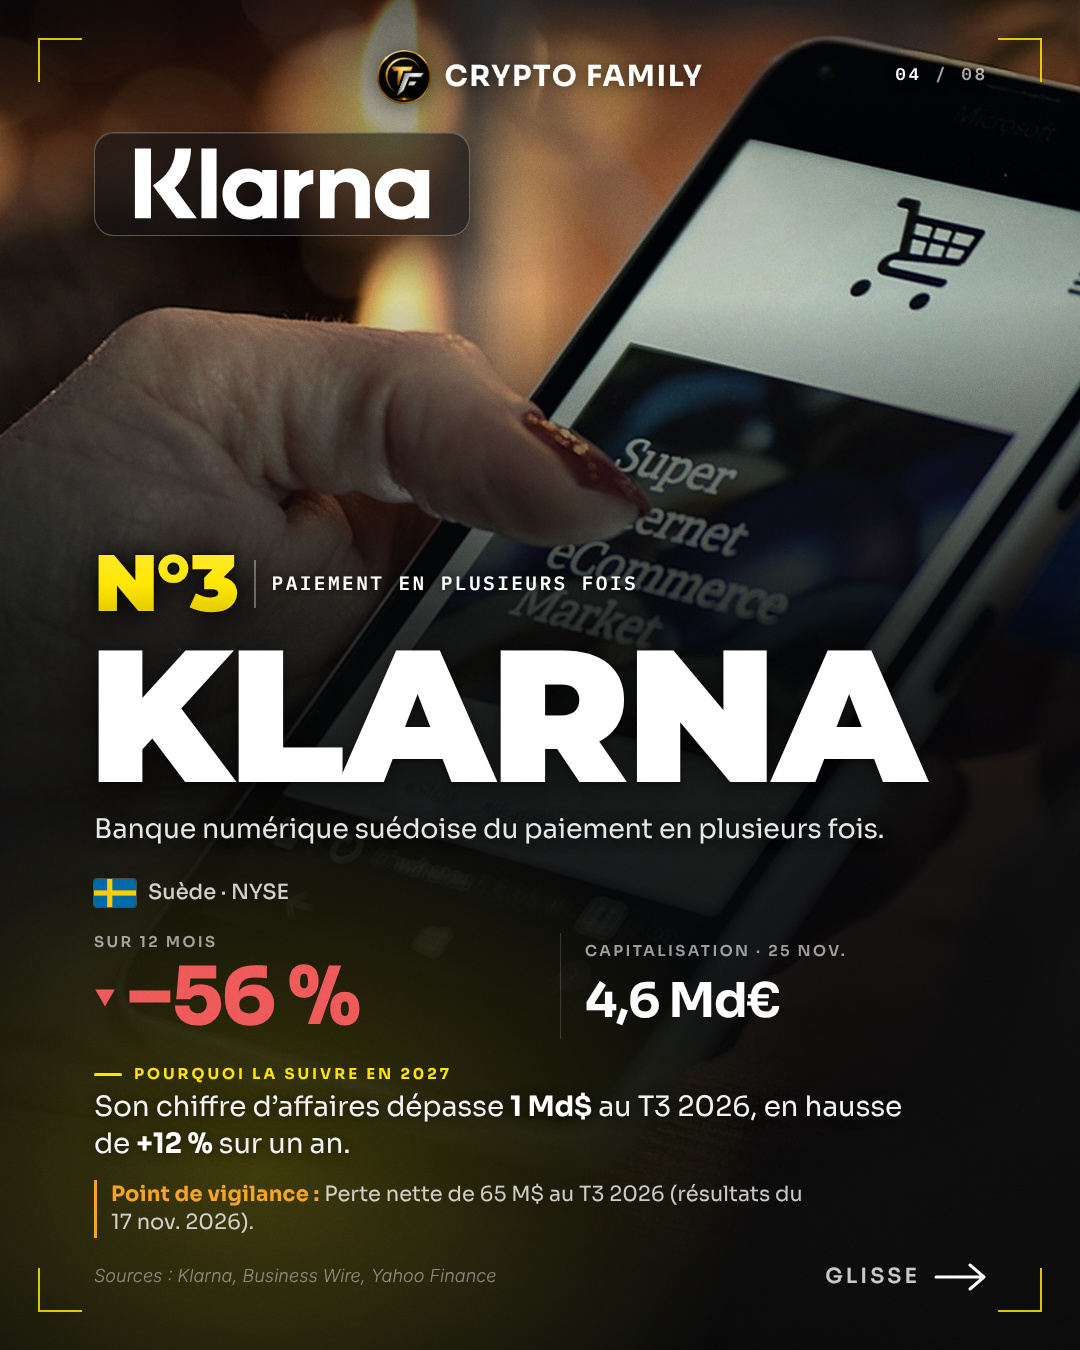 CRYPTO FAMILY
04 / 08
Microsoft
Klarna
Super
ernet
eCommerce
Market
N°3
PAIEMENT EN PLUSIEURS FOIS
KLARNA
Banque numérique suédoise du paiement en plusieurs fois.
Suède · NYSE
SUR 12 MOIS
▼ –56 %
CAPITALISATION · 25 NOV.
4,6 Md€
POURQUOI LA SUIVRE EN 2027
Son chiffre d’affaires dépasse 1 Md$ au T3 2026, en hausse
de +12 % sur un an.
Point de vigilance : Perte nette de 65 M$ au T3 2026 (résultats du
17 nov. 2026).
Sources : Klarna, Business Wire, Yahoo Finance
GLISSE →